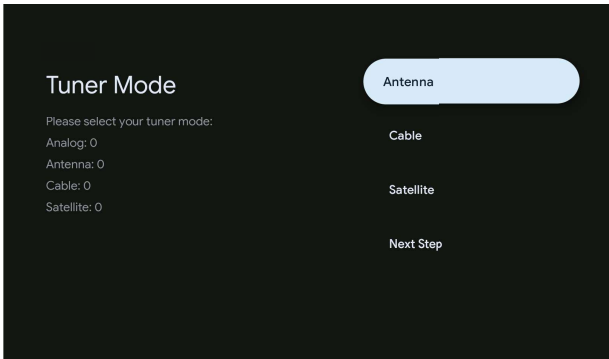 Tuner Mode
Please select your tuner mode:
Analog: 0
Antenna: 0
Cable: 0
Satellite: 0
Antenna
Cable
Satellite
Next Step